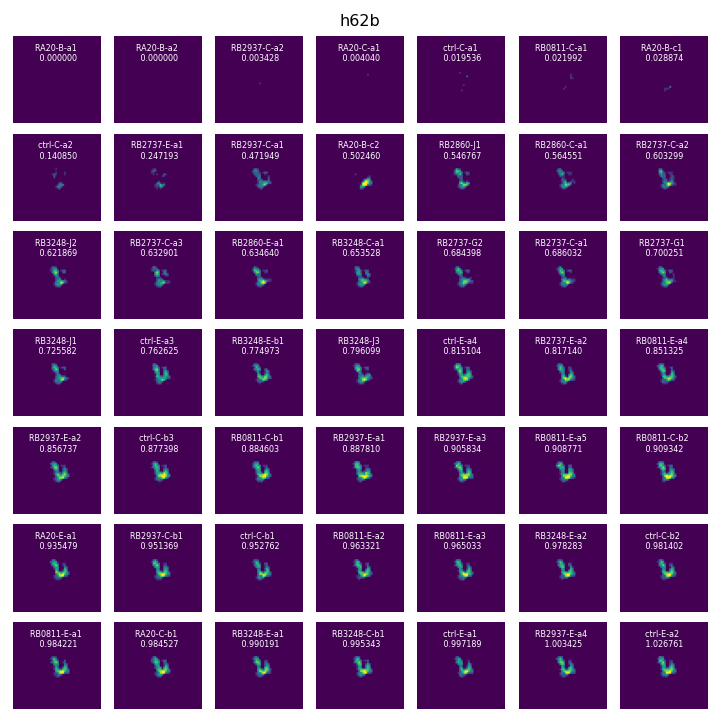 h62b
RA20-B-a1
0.000000
RA20-B-a2
0.000000
RB2937-C-a2
0.003428
RA20-C-a1
0.004040
ctrl-C-a1
0.019536
RB0811-C-a1
0.021992
RA20-B-c1
0.028874
ctrl-C-a2
0.140850
RB2737-E-a1
0.247193
RB2937-C-a1
0.471949
RA20-B-c2
0.502460
RB2860-J1
0.546767
RB2860-C-a1
0.564551
RB2737-C-a2
0.603299
RB3248-J2
0.621869
RB2737-C-a3
0.632901
RB2860-E-a1
0.634640
RB3248-C-a1
0.653528
RB2737-G2
0.684398
RB2737-C-a1
0.686032
RB2737-G1
0.700251
RB3248-J1
0.725582
ctrl-E-a3
0.762625
RB3248-E-b1
0.774973
RB3248-J3
0.796099
ctrl-E-a4
0.815104
RB2737-E-a2
0.817140
RB0811-E-a4
0.851325
RB2937-E-a2
0.856737
ctrl-C-b3
0.877398
RB0811-C-b1
0.884603
RB2937-E-a1
0.887810
RB2937-E-a3
0.905834
RB0811-E-a5
0.908771
RB0811-C-b2
0.909342
RA20-E-a1
0.935479
RB2937-C-b1
0.951369
ctrl-C-b1
0.952762
RB0811-E-a2
0.963321
RB0811-E-a3
0.965033
RB3248-E-a2
0.978283
ctrl-C-b2
0.981402
RB0811-E-a1
0.984221
RA20-C-b1
0.984527
RB3248-E-a1
0.990191
RB3248-C-b1
0.995343
ctrl-E-a1
0.997189
RB2937-E-a4
1.003425
ctrl-E-a2
1.026761